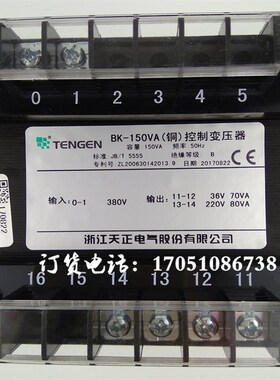 0 1 2 3 4 5
TENGEN
BK-150VA(铜)控制变压器
容量 150VA 频率 50Hz
标准:JB/T 5555 绝缘等级 B
专利号:ZL200630142013.9 20170822
输入:0-1 380V 输出:11-12 36V 70VA
13-14 220V 80VA
浙江天正电气股份有限公司
订货电话:17051086738
16 15 14 13 12 11